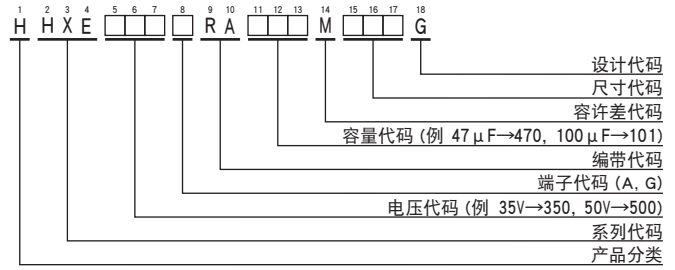 1 2 3 4 5 6 7 8 9 10 11 12 13 14 15 16 17 18
H H X E □□□ □ R A □□□ M □□□ G
设计代码
尺寸代码
容许差代码
容量代码 (例 47μF→470, 100μF→101)
编带代码
端子代码 (A, G)
电压代码 (例 35V→350, 50V→500)
系列代码
产品分类